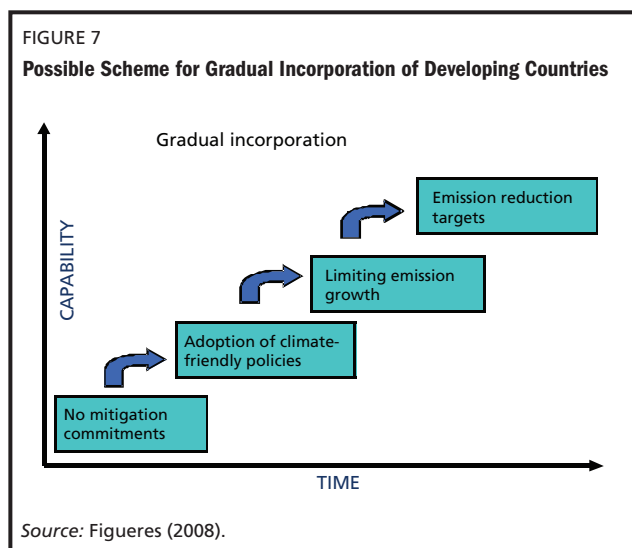 FIGURE 7
Possible Scheme for Gradual Incorporation of Developing Countries
Gradual incorporation
Emission reduction
targets
Limiting emission
growth
Adoption of climate-
friendly policies
No mitigation
commitments
CAPABILITY
TIME
Source: Figueres (2008).